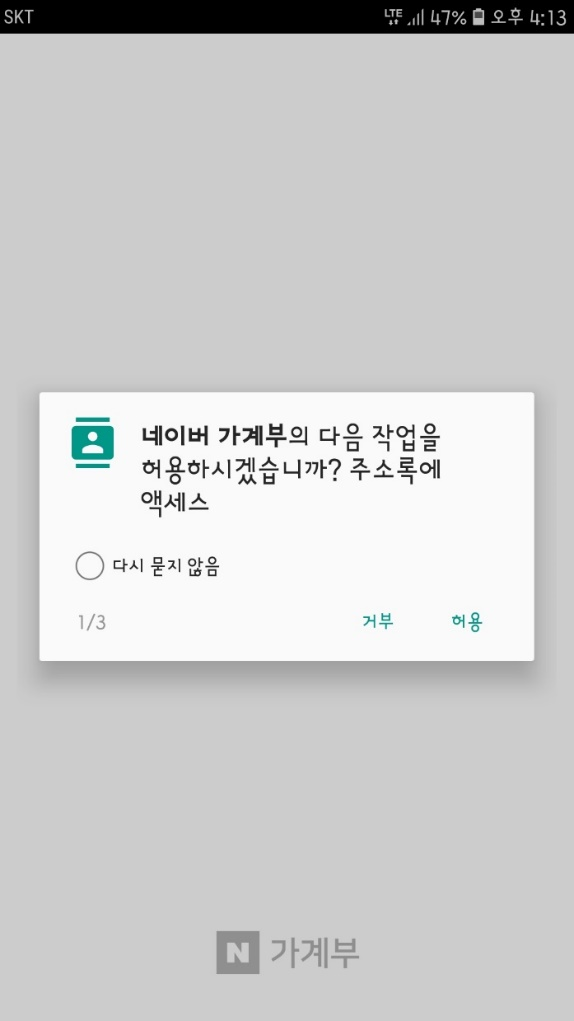 SKT LTE 47% 오후 4:13
네이버 가계부의 다음 작업을
허용하시겠습니까? 주소록에
액세스
다시 묻지 않음
1/3 거부 허용
N 가계부